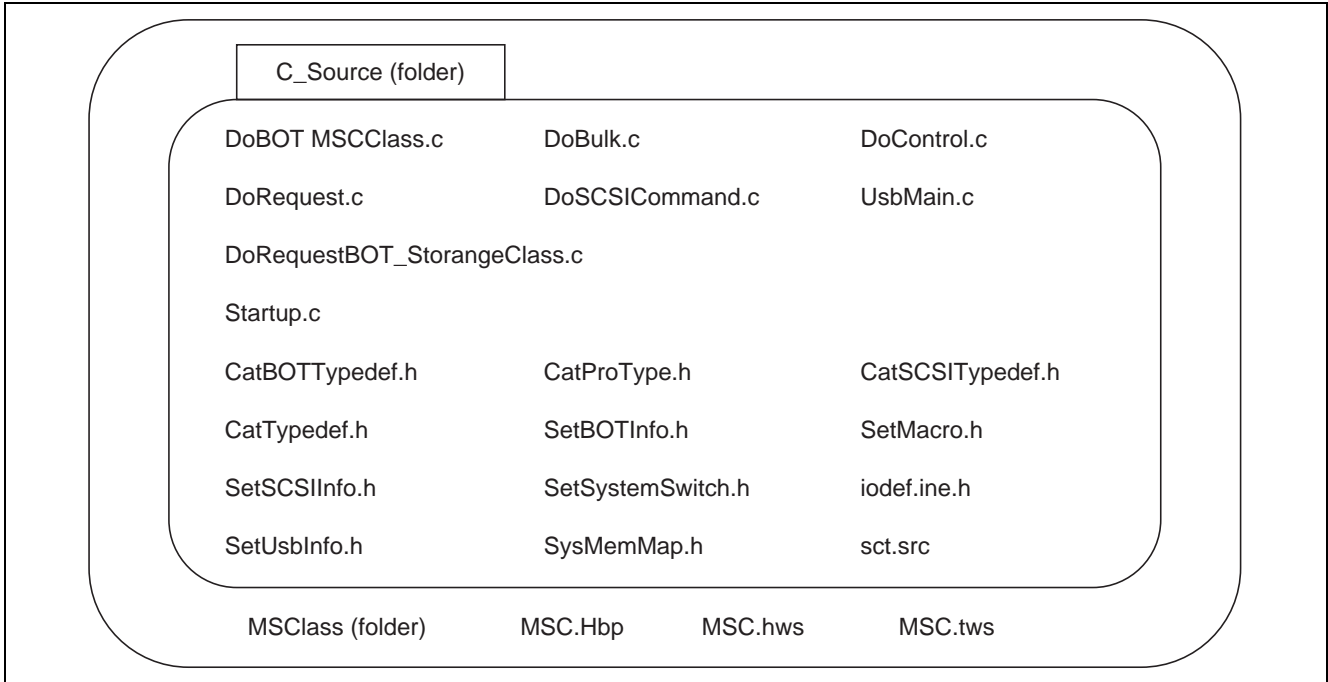 C_Source (folder)
DoBOT MSCClass.c DoBulk.c DoControl.c
DoRequest.c DoSCSICommand.c UsbMain.c
DoRequestBOT_StorangeClass.c
Startup.c
CatBOTTypedef.h CatProType.h CatSCSITypedef.h
CatTypedef.h SetBOTInfo.h SetMacro.h
SetSCSIInfo.h SetSystemSwitch.h iodef.ine.h
SetUsbInfo.h SysMemMap.h sct.src
MSClass (folder) MSC.Hbp MSC.hws MSC.tws